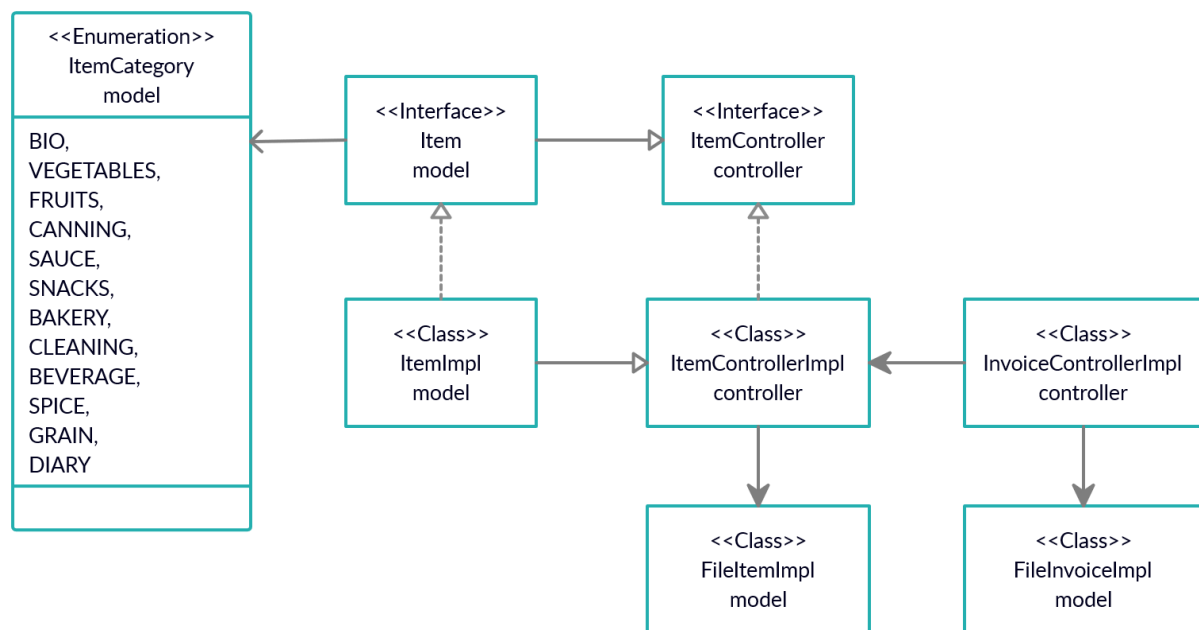 <<Enumeration>>
ItemCategory
model
BIO,
VEGETABLES,
FRUITS,
CANNING,
SAUCE,
SNACKS,
BAKERY,
CLEANING,
BEVERAGE,
SPICE,
GRAIN,
DIARY
<<Interface>>
Item
model
<<Interface>>
ItemController
controller
<<Class>>
ItemImpl
model
<<Class>>
ItemControllerImpl
controller
<<Class>>
InvoiceControllerImpl
controller
<<Class>>
FileItemImpl
model
<<Class>>
FileInvoiceImpl
model